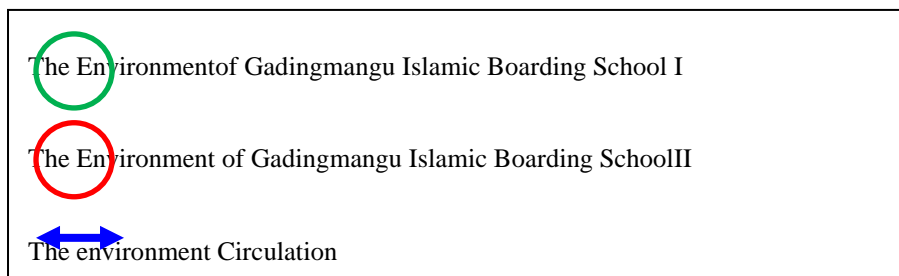 The Environmentof Gadingmangu Islamic Boarding School I
The Environment of Gadingmangu Islamic Boarding SchoolII
The environment Circulation